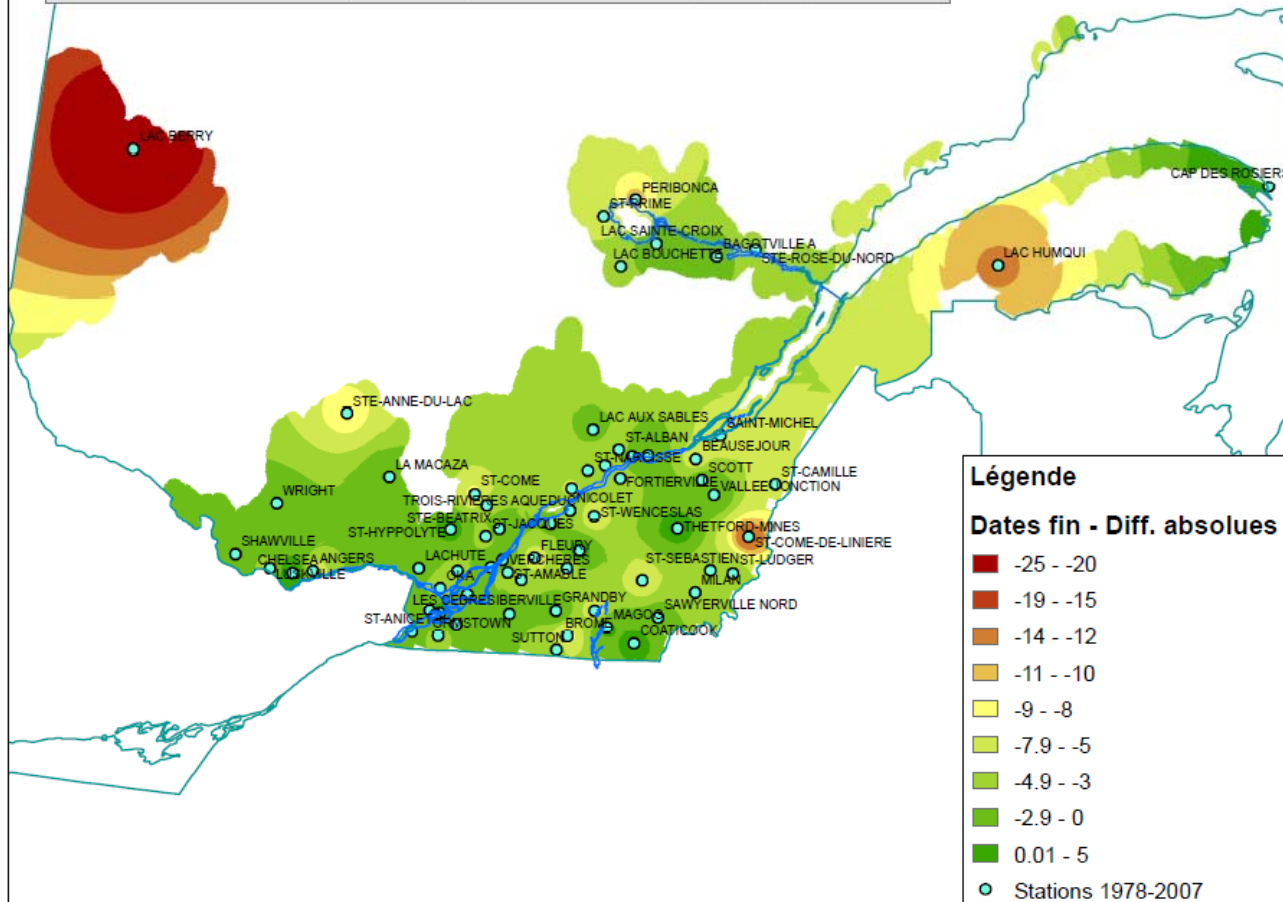 LAC BERRY
CAP DES ROSIERS
PERIBONCA
ST-PRIME
LAC SAINTE-CROIX
BAGOTVILLE A
LAC BOUCHETTE
STE-ROSE-DU-NORD
LAC HUMQUI
STE-ANNE-DU-LAC
LAC AUX SABLES
SAINT-MICHEL
ST-ALBAN
BEAUSEJOUR
LA MACAZA
ST-NARCISSE
SCOTT
ST-CAMILLE
ST-COME
FORTIERVILLE
VALLEE JONCTION
WRIGHT
TROIS-RIVIERES AQUEDUC
NICOLET
ST-WENCESLAS
STE-BEATRIX
ST-JACQUES
ST-HYPPOLYTE
THETFORD-MINES
ST-COME-DE-LINIERE
SHAWVILLE
FLEURY
CHELSEA
ANGERS
LACHUTE
VERCHERES
ST-SEBASTIEN
ST-LUDGER
LUSKVILLE
OKA
ST-AMABLE
MILAN
LES CEDRES
IBERVILLE
GRANDBY
SAWYERVILLE NORD
ST-ANICET
ORMSTOWN
BROME
MAGOG
SUTTON
COATICOOK
Légende
Dates fin - Diff. absolues
-25 - -20
-19 - -15
-14 - -12
-11 - -10
-9 - -8
-7.9 - -5
-4.9 - -3
-2.9 - 0
0.01 - 5
Stations 1978-2007